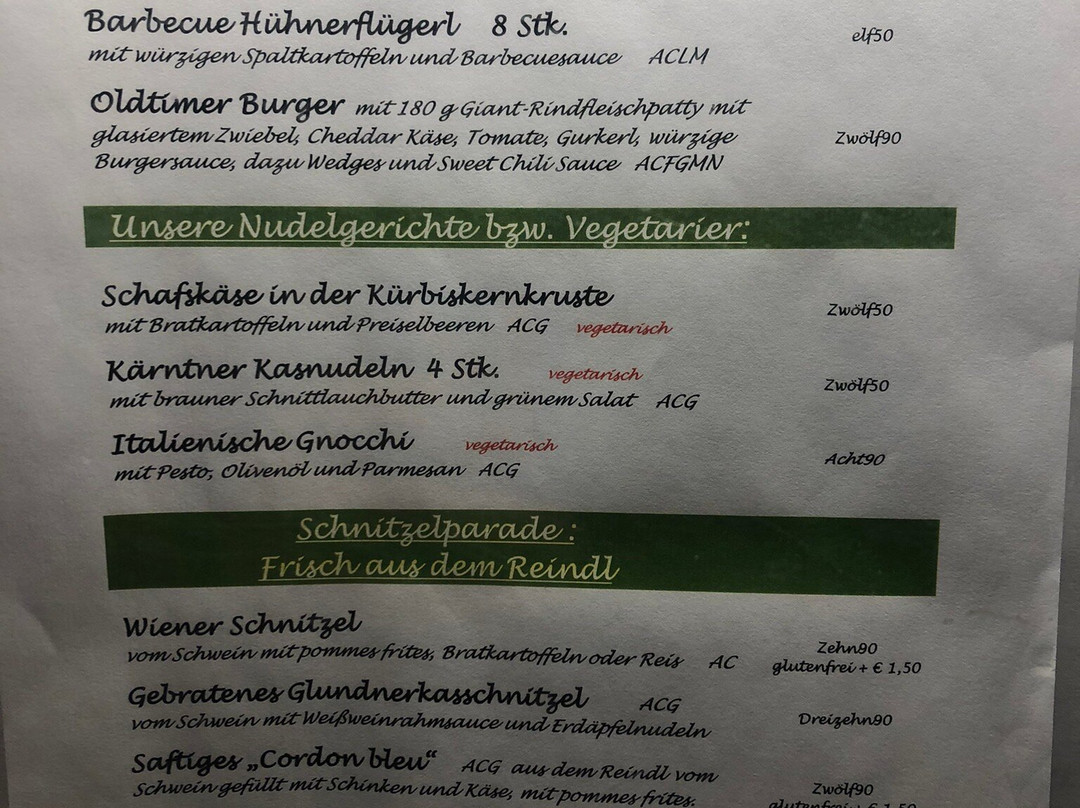 Barbecue Hühnerflügerl 8 Stk. elf50
mit würzigen Spaltkartoffeln und Barbecuesauce ACLM
Oldtimer Burger mit 180 g Giant-Rindfleischpatty mit
glasiertem Zwiebel, Cheddar Käse, Tomate, Gurkerl, würzige Zwölf90
Burgersauce, dazu Wedges und Sweet Chili Sauce ACFGMN
Unsere Nudelgerichte bzw. Vegetarier:
Schafskäse in der Kürbiskernkruste Zwölf50
mit Bratkartoffeln und Preiselbeeren ACG vegetarisch
Kärntner Kasnudeln 4 Stk. vegetarisch Zwölf50
mit brauner Schnittlauchbutter und grünem Salat ACG
Italienische Gnocchi vegetarisch Acht90
mit Pesto, Olivenöl und Parmesan ACG
Schnitzelparade :
Frisch aus dem Reindl
Wiener Schnitzel Zehn90
vom Schwein mit pommes frites, Bratkartoffeln oder Reis AC glutenfrei + € 1,50
Gebratenes Glundnerkasschnitzel ACG
vom Schwein mit Weißweinrahmsauce und Erdäpfelnudeln Dreizehn90
Saftiges „Cordon bleu“ ACG aus dem Reindl vom
Schwein gefüllt mit Schinken und Käse, mit pommes frites. Zwölf90
glutenfrei + € 1,50